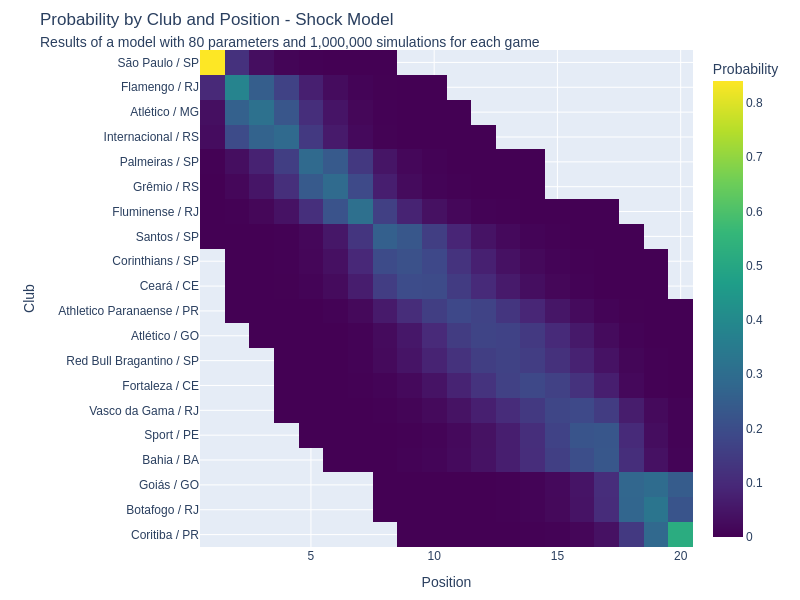 Probability by Club and Position - Shock Model
Results of a model with 80 parameters and 1,000,000 simulations for each game
Probability
São Paulo / SP
Flamengo / RJ
Atlético / MG
Internacional / RS
Palmeiras / SP
Grêmio / RS
Fluminense / RJ
Santos / SP
Corinthians / SP
Ceará / CE
Athletico Paranaense / PR
Atlético / GO
Red Bull Bragantino / SP
Fortaleza / CE
Vasco da Gama / RJ
Sport / PE
Bahia / BA
Goiás / GO
Botafogo / RJ
Coritiba / PR
Club
5 10 15 20
Position
0.8
0.7
0.6
0.5
0.4
0.3
0.2
0.1
0